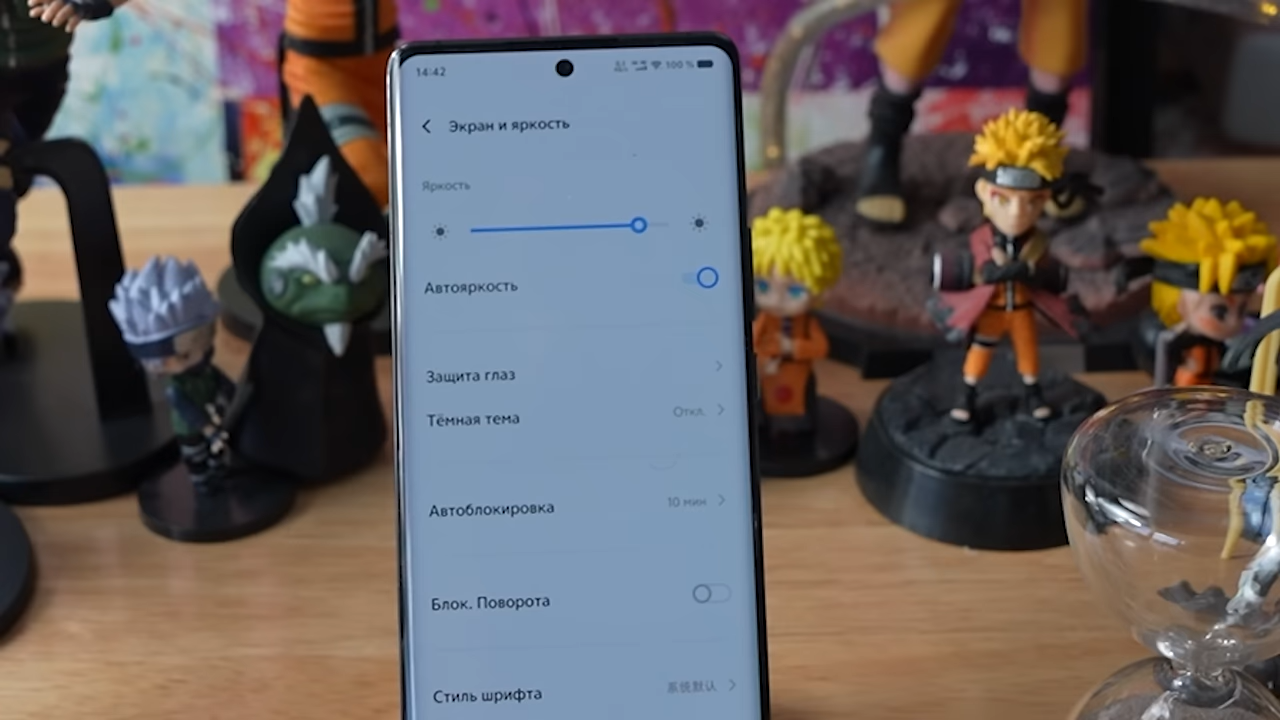 14:42
100 %
Экран и яркость
Яркость
Автояркость
Защита глаз
Тёмная тема
Откл.
Автоблокировка
10 мин
Блок. Поворота
Стиль шрифта
系统默认